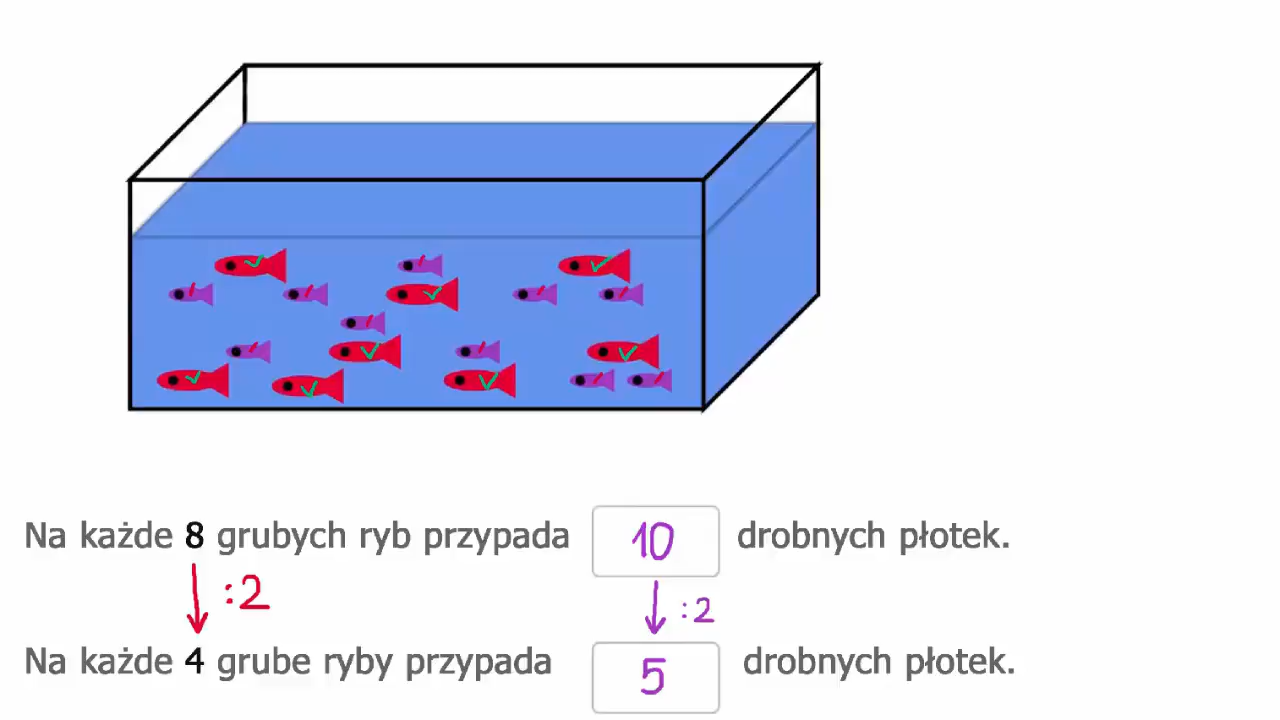 Na każde 8 grubych ryb przypada 10 drobnych płotek.
:2 :2
Na każde 4 grube ryby przypada 5 drobnych płotek.